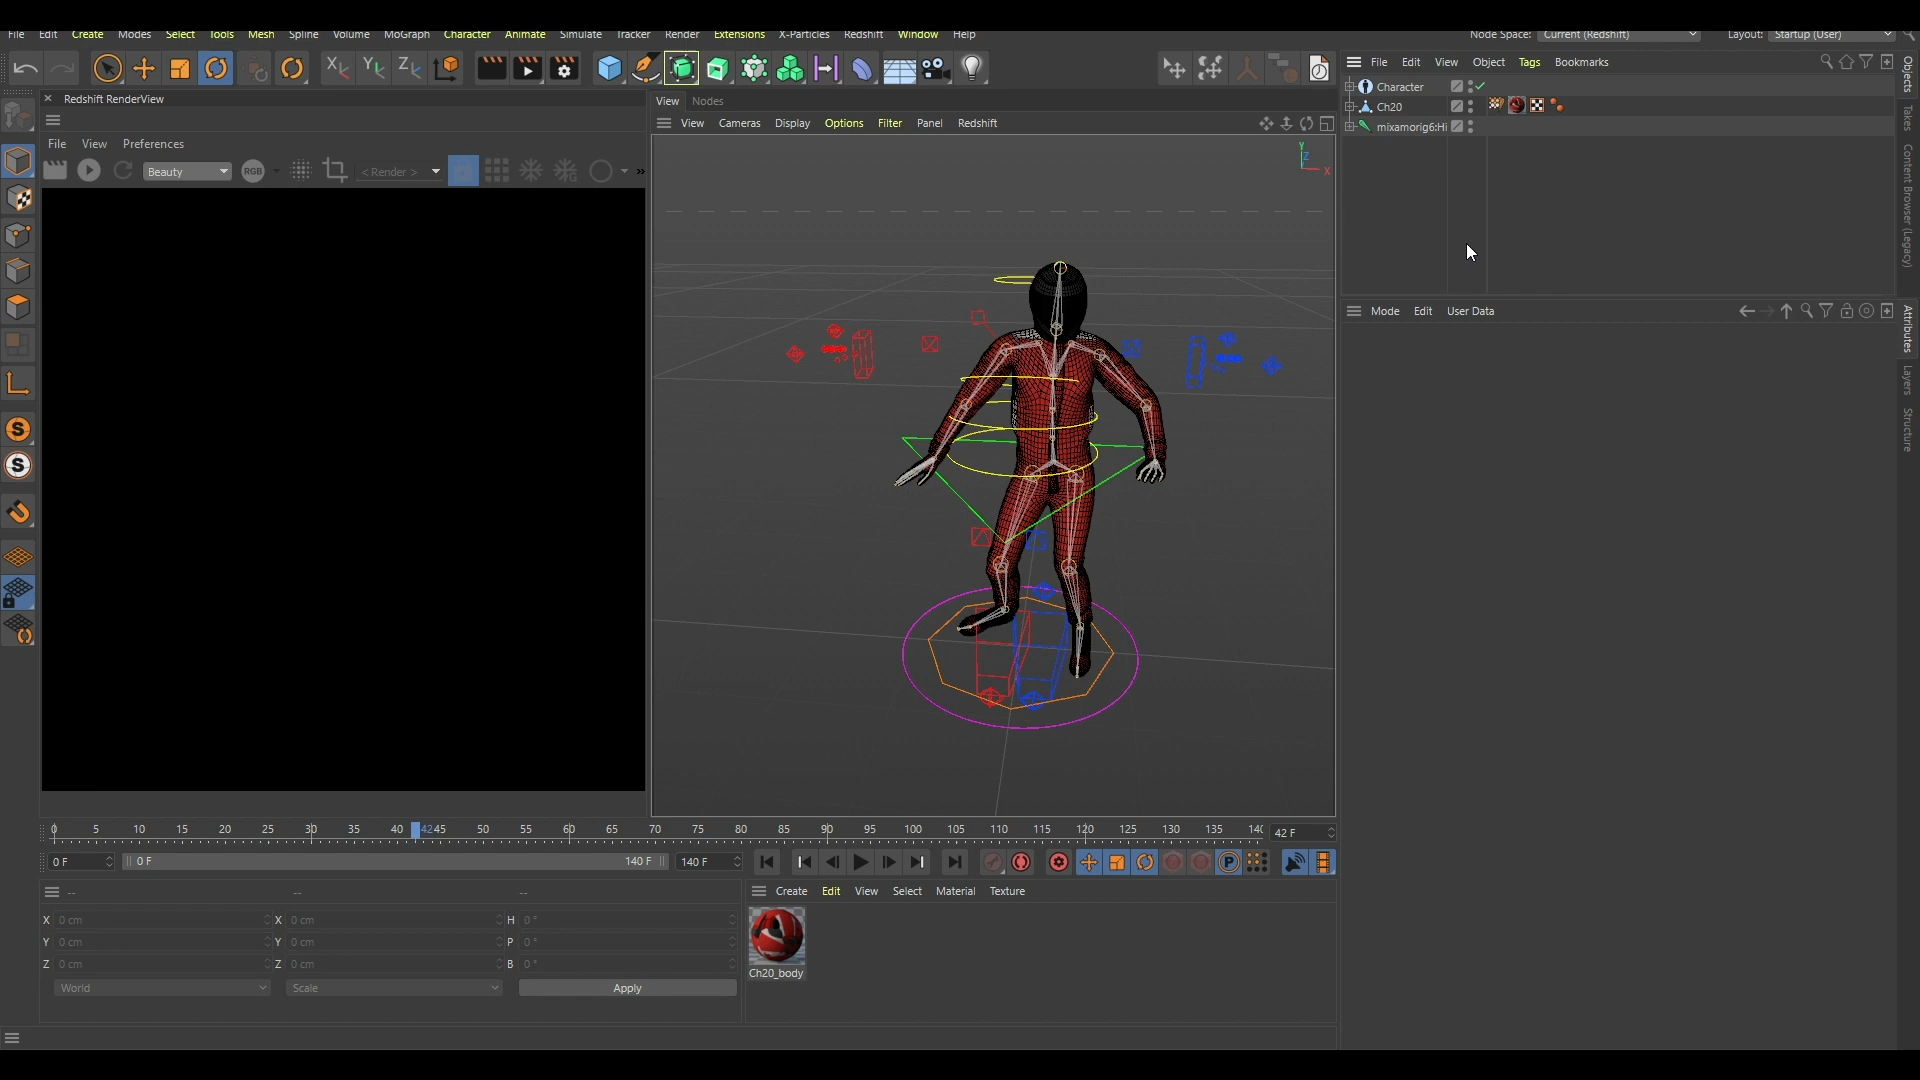 File Edit Create Modes Select Tools Mesh Spline Volume MoGraph Character Animate Simulate Tracker Render Extensions X-Particles Redshift Window Help Node Space: Current (Redshift) Layout: Startup (User)
X Y Z
Redshift RenderView
File View Preferences
RGB Beauty < Render > »
View Nodes
View Cameras Display Options Filter Panel Redshift
Y
Z
X
File Edit View Object Tags Bookmarks
Character
Ch20
mixamorig6:Hi
Mode Edit User Data
Objects
Takes
Content Browser (Legacy)
Attributes
Layers
Structure
S
S
0 5 10 15 20 25 30 35 40 42 45 50 55 60 65 70 75 80 85 90 95 100 105 110 115 120 125 130 135 140 42 F
0 F 0 F 140 F 140 F P
-- -- --
X 0 cm X 0 cm H 0 °
Y 0 cm Y 0 cm P 0 °
Z 0 cm Z 0 cm B 0 °
World Scale Apply
Create Edit View Select Material Texture
Ch20_body